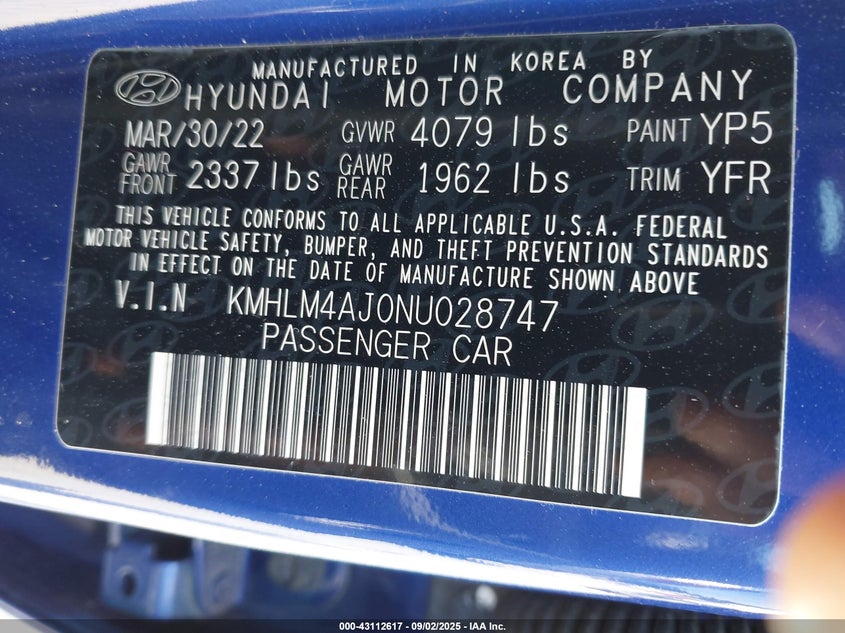 MANUFACTURED IN KOREA BY
HYUNDAI MOTOR COMPANY
MAR/30/22 GVWR 4079 lbs PAINT YP5
GAWR FRONT 2337 lbs GAWR REAR 1962 lbs TRIM YFR
THIS VEHICLE CONFORMS TO ALL APPLICABLE U.S.A. FEDERAL
MOTOR VEHICLE SAFETY, BUMPER, AND THEFT PREVENTION STANDARDS
IN EFFECT ON THE DATE OF MANUFACTURE SHOWN ABOVE
V.I.N KMHLM4AJ0NU028747
PASSENGER CAR
000-43112617 - 09/02/2025 - IAA Inc.